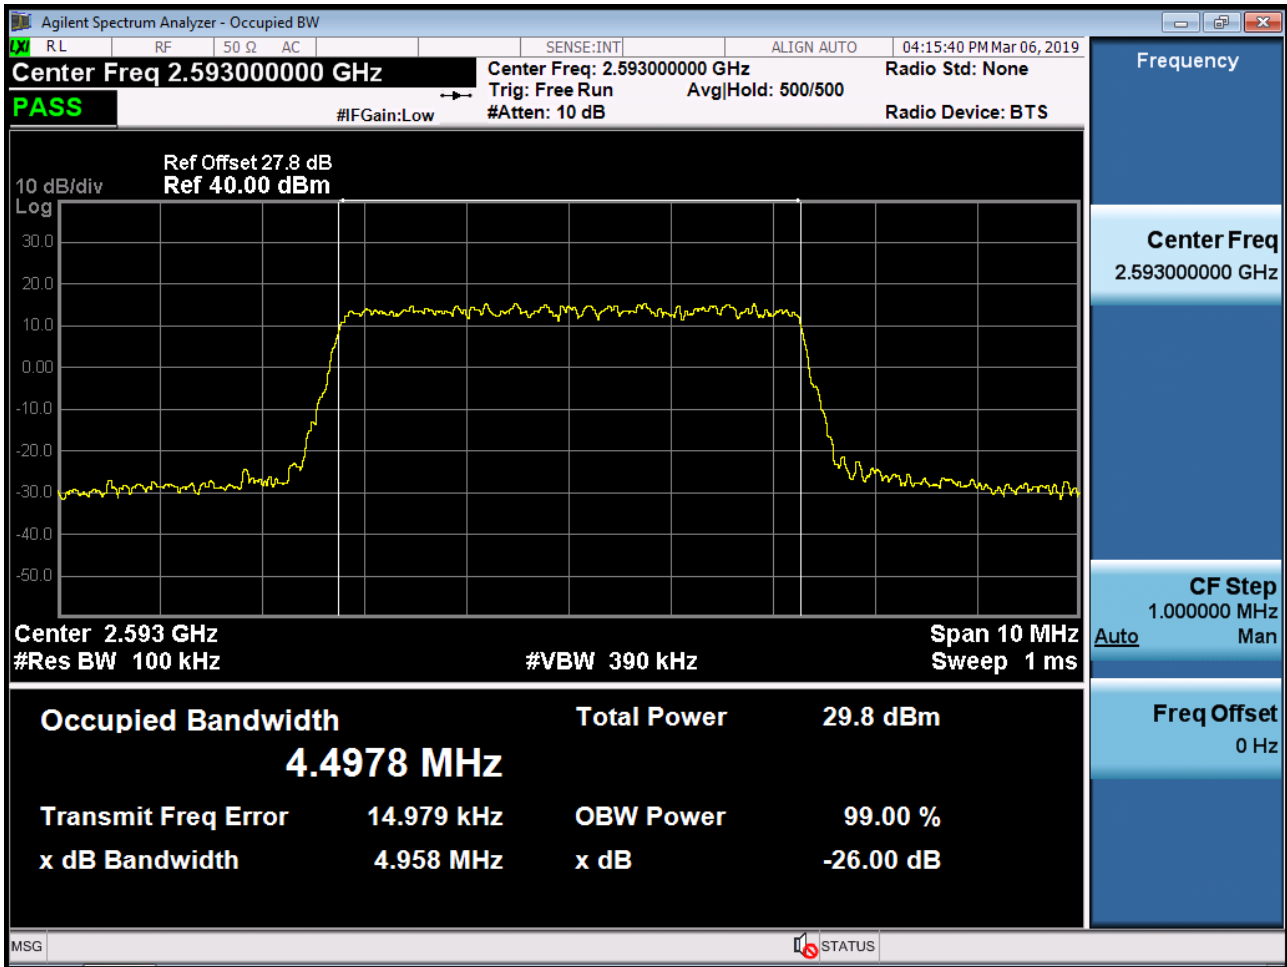 Agilent Spectrum Analyzer - Occupied BW
LXI RL RF 50 Ω AC SENSE:INT ALIGN AUTO 04:15:40 PM Mar 06, 2019
Center Freq 2.593000000 GHz
PASS
#IFGain:Low
Center Freq: 2.593000000 GHz
Trig: Free Run Avg|Hold: 500/500
#Atten: 10 dB
Radio Std: None
Radio Device: BTS
Ref Offset 27.8 dB
10 dB/div Ref 40.00 dBm
Log
30.0
20.0
10.0
0.00
-10.0
-20.0
-30.0
-40.0
-50.0
Center 2.593 GHz Span 10 MHz
#Res BW 100 kHz #VBW 390 kHz Sweep 1 ms
Occupied Bandwidth Total Power 29.8 dBm
4.4978 MHz
Transmit Freq Error 14.979 kHz OBW Power 99.00 %
x dB Bandwidth 4.958 MHz x dB -26.00 dB
MSG STATUS
Frequency
Center Freq
2.593000000 GHz
CF Step
1.000000 MHz
Auto Man
Freq Offset
0 Hz